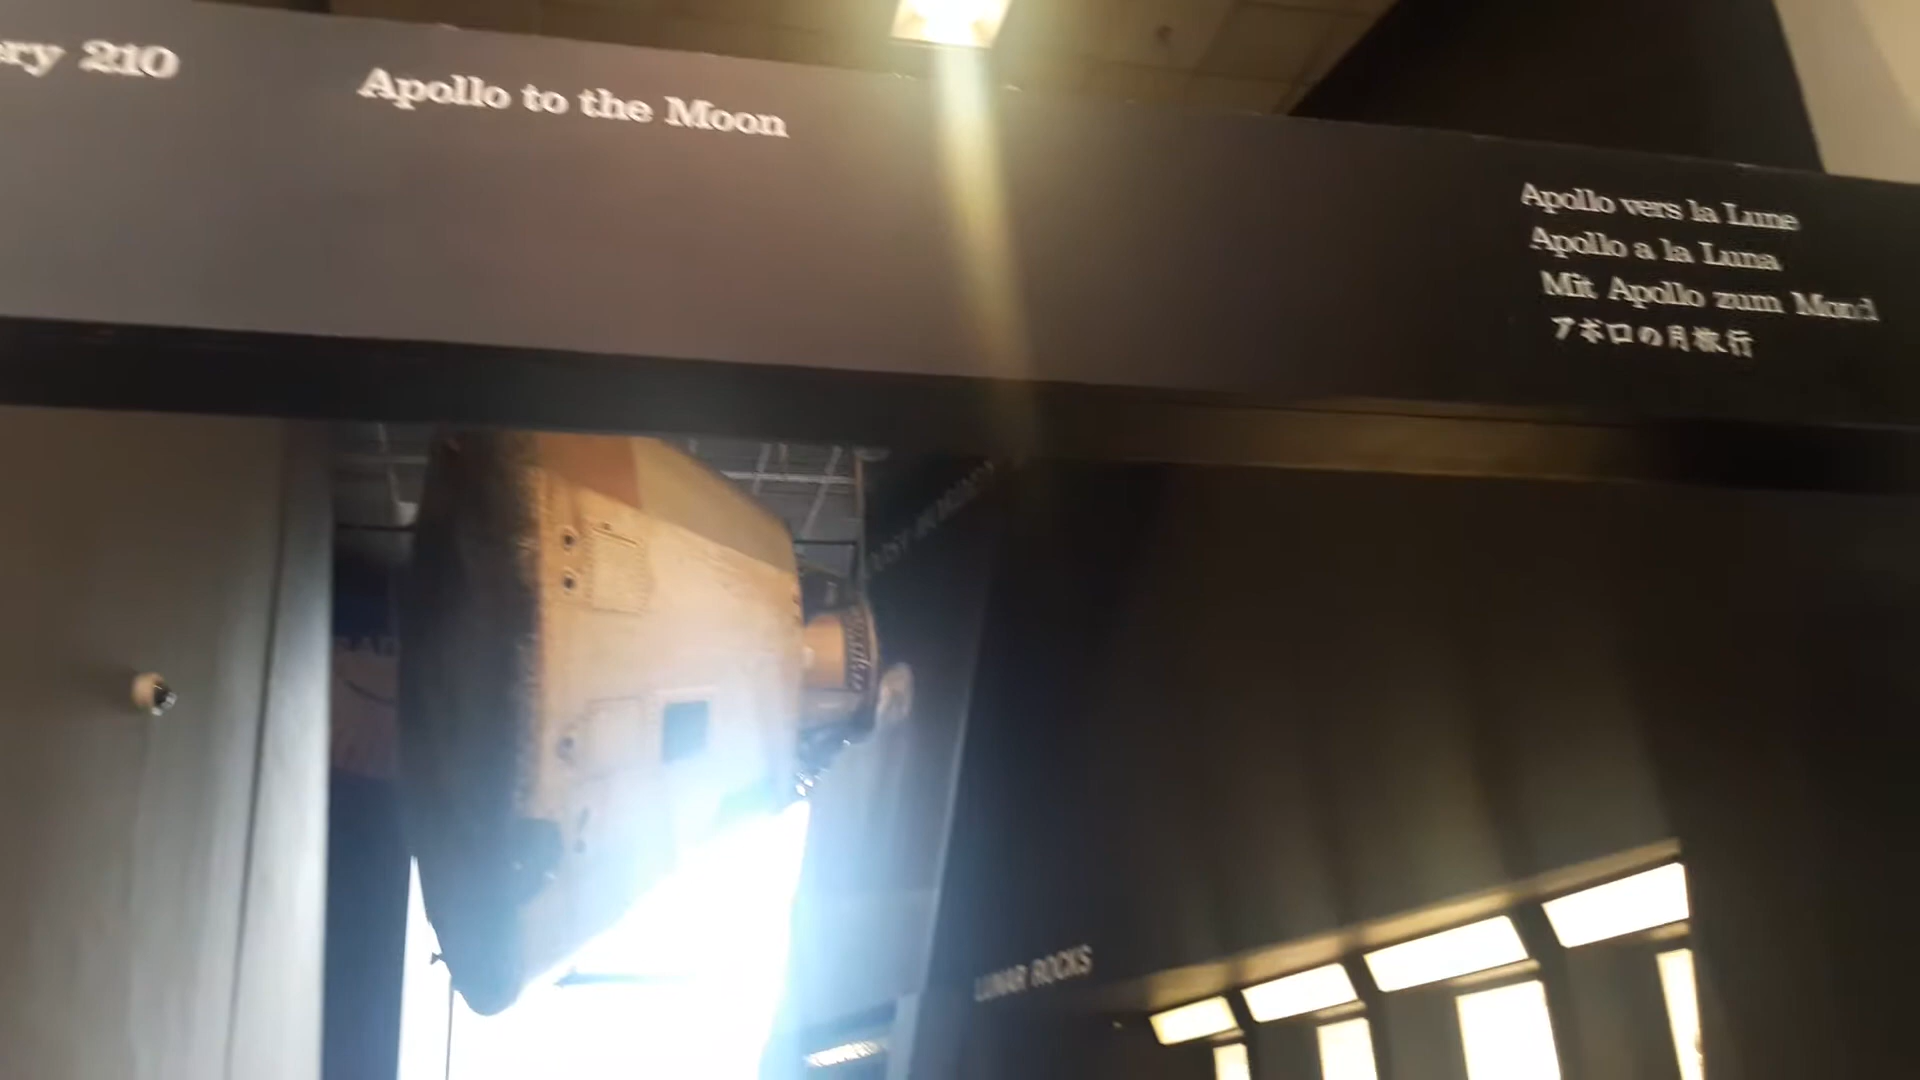 210
Apollo to the Moon
Apollo vers la Lune
Apollo a la Luna
Mit Apollo zum Mond
アポロの月旅行
LUNAR ROCKS